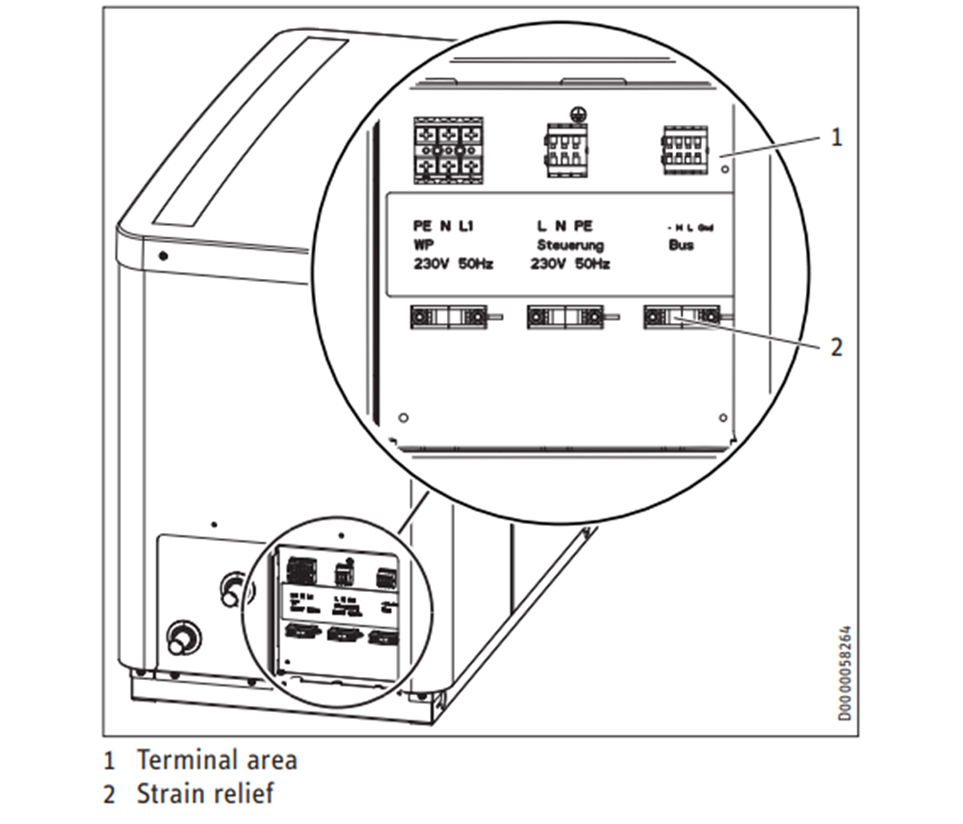 1
PE N L1
L N PE
- H L Gnd
WP
Steuerung
Bus
230V 50Hz
230V 50Hz
2
D0000058264
1 Terminal area
2 Strain relief